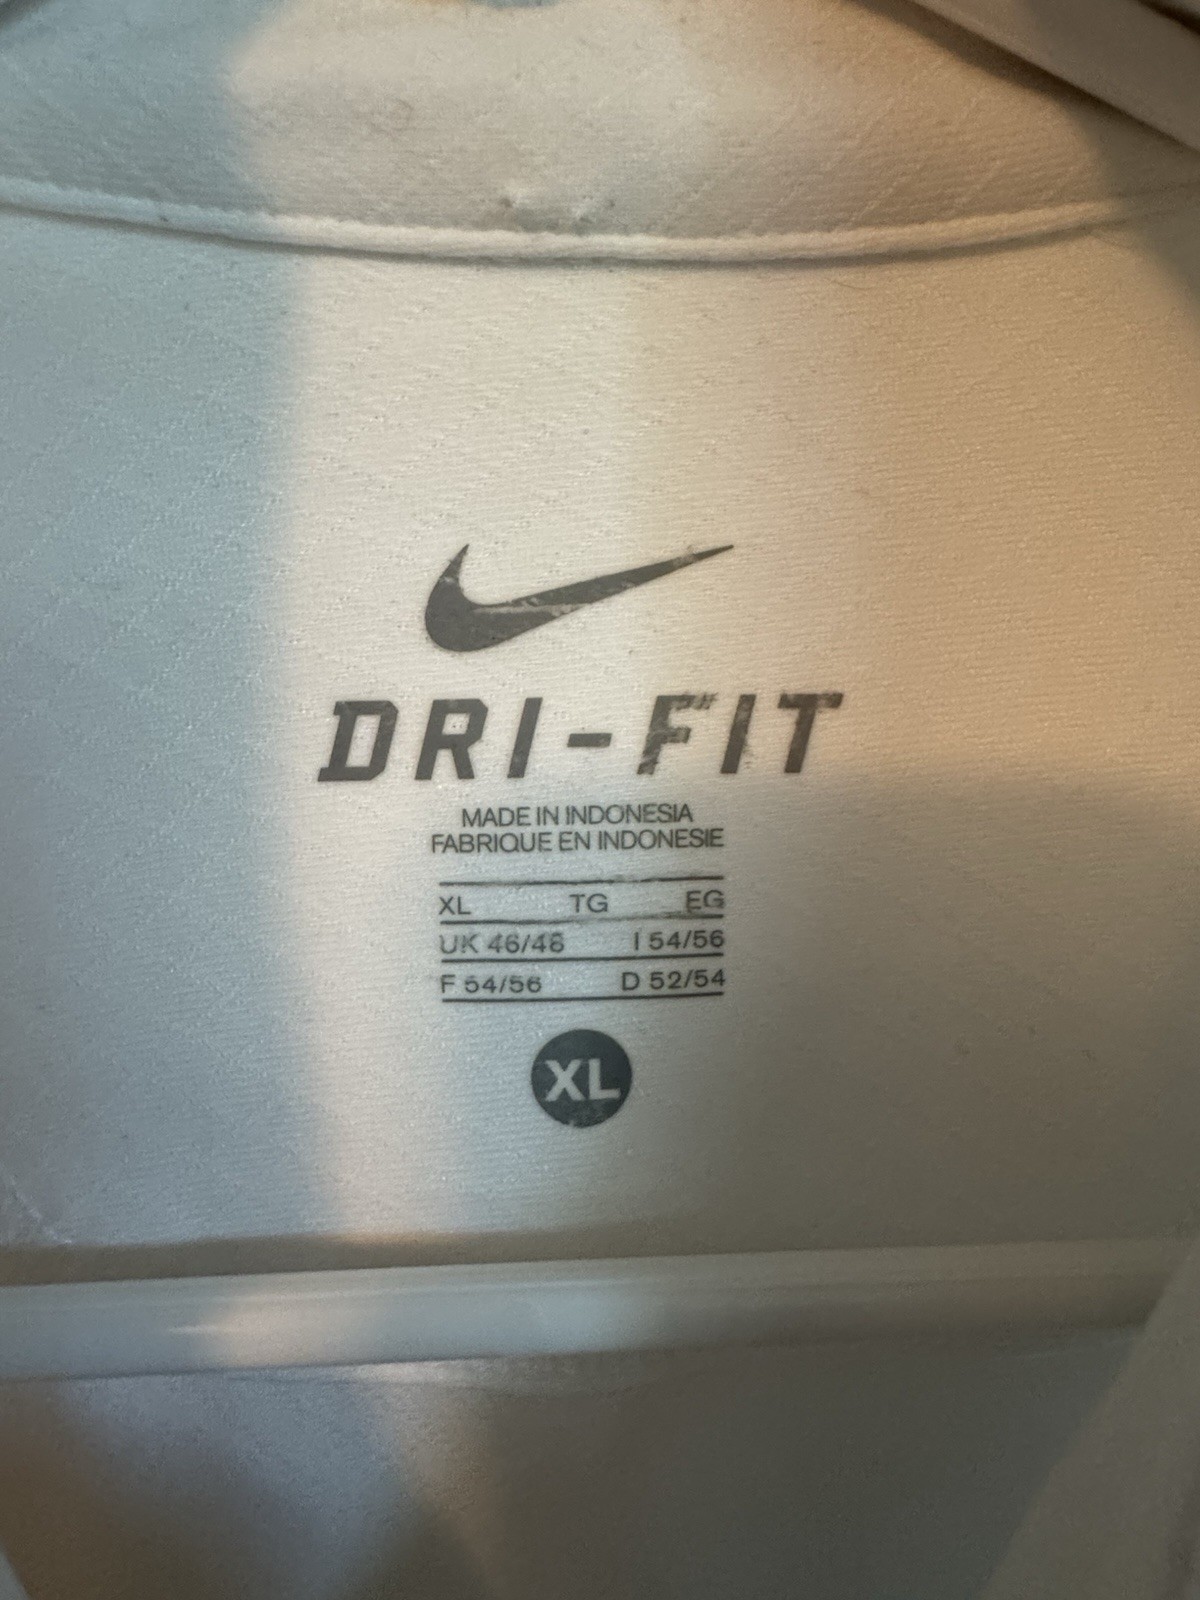 DRI-FIT
MADE IN INDONESIA
FABRIQUE EN INDONESIE
XL TG EG
UK 46/48 I 54/56
F 54/56 D 52/54
XL